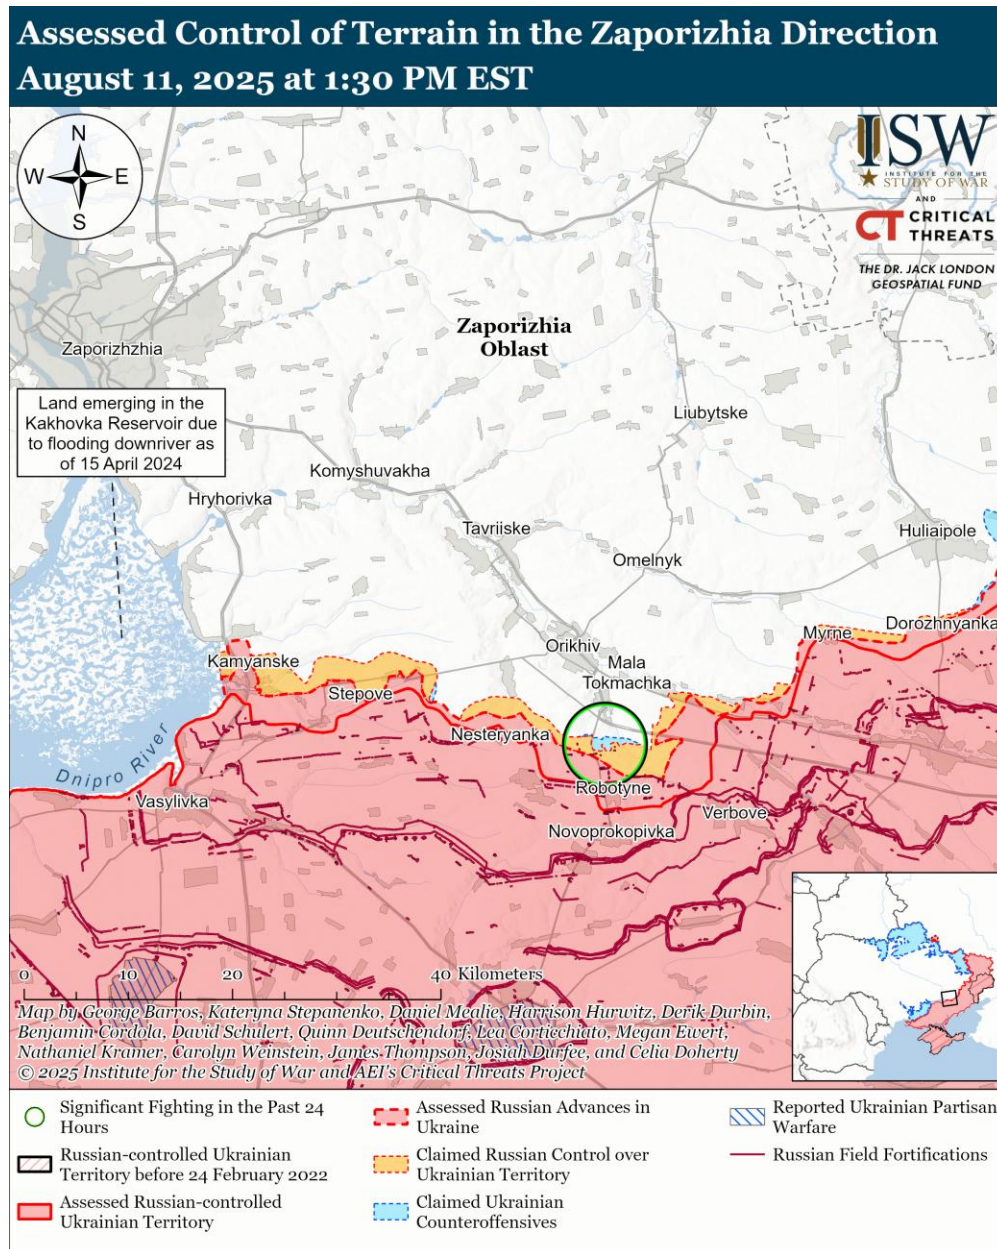 Assessed Control of Terrain in the Zaporizhia Direction
August 11, 2025 at 1:30 PM EST
N
W E
S
ISW
INSTITUTE FOR THE
STUDY OF WAR
AND
CT CRITICAL
THREATS
THE DR. JACK LONDON
GEOSPATIAL FUND
Zaporizhia
Oblast
Zaporizhzhia
Land emerging in the
Kakhovka Reservoir due
to flooding downriver as
of 15 April 2024
Liubytske
Komyshuvakha
Hryhorivka
Tavriiske
Huliaipole
Omelnyk
Dorozhnyanka
Myrne
Orikhiv
Mala
Tokmachka
Kamyanske
Stepove
Nesteryanka
Dnipro River
Robotyne
Vasylivka
Verbove
Novoprokopivka
0 10 20 40 Kilometers
Map by George Barros, Kateryna Stepanenko, Daniel Mealie, Harrison Hurwitz, Derik Durbin,
Benjamin Cordola, David Schulert, Quinn Deutschendorf, Lea Corticchiato, Megan Ewert,
Nathaniel Kramer, Carolyn Weinstein, James Thompson, Josiah Durfee, and Celia Doherty
© 2025 Institute for the Study of War and AEI's Critical Threats Project
Significant Fighting in the Past 24
Hours
Russian-controlled Ukrainian
Territory before 24 February 2022
Assessed Russian-controlled
Ukrainian Territory
Assessed Russian Advances in
Ukraine
Claimed Russian Control over
Ukrainian Territory
Claimed Ukrainian
Counteroffensives
Reported Ukrainian Partisan
Warfare
Russian Field Fortifications